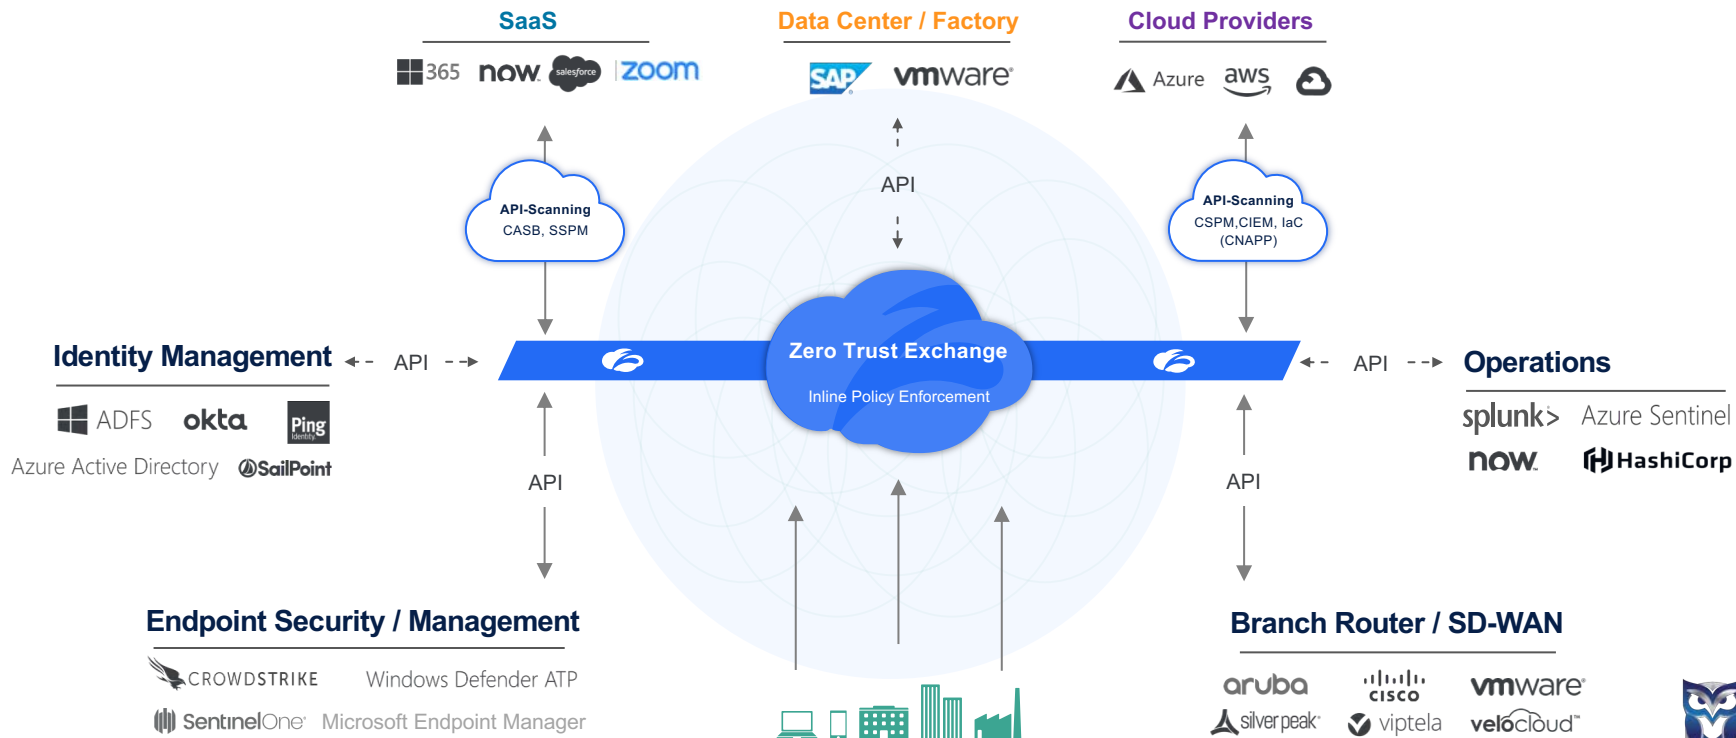 SaaS
Data Center / Factory
Cloud Providers
365 now salesforce zoom
SAP vmware®
Azure aws
API-Scanning
CASB, SSPM
API
API-Scanning
CSPM,CIEM, IaC
(CNAPP)
Zero Trust Exchange
Inline Policy Enforcement
Identity Management
API
API
Operations
ADFS okta Ping Identity
Azure Active Directory SailPoint
splunk> Azure Sentinel
now HashiCorp
API
API
Endpoint Security / Management
CROWDSTRIKE Windows Defender ATP
SentinelOne Microsoft Endpoint Manager
Branch Router / SD-WAN
aruba CISCO vmware®
silver peak viptela velocloud™